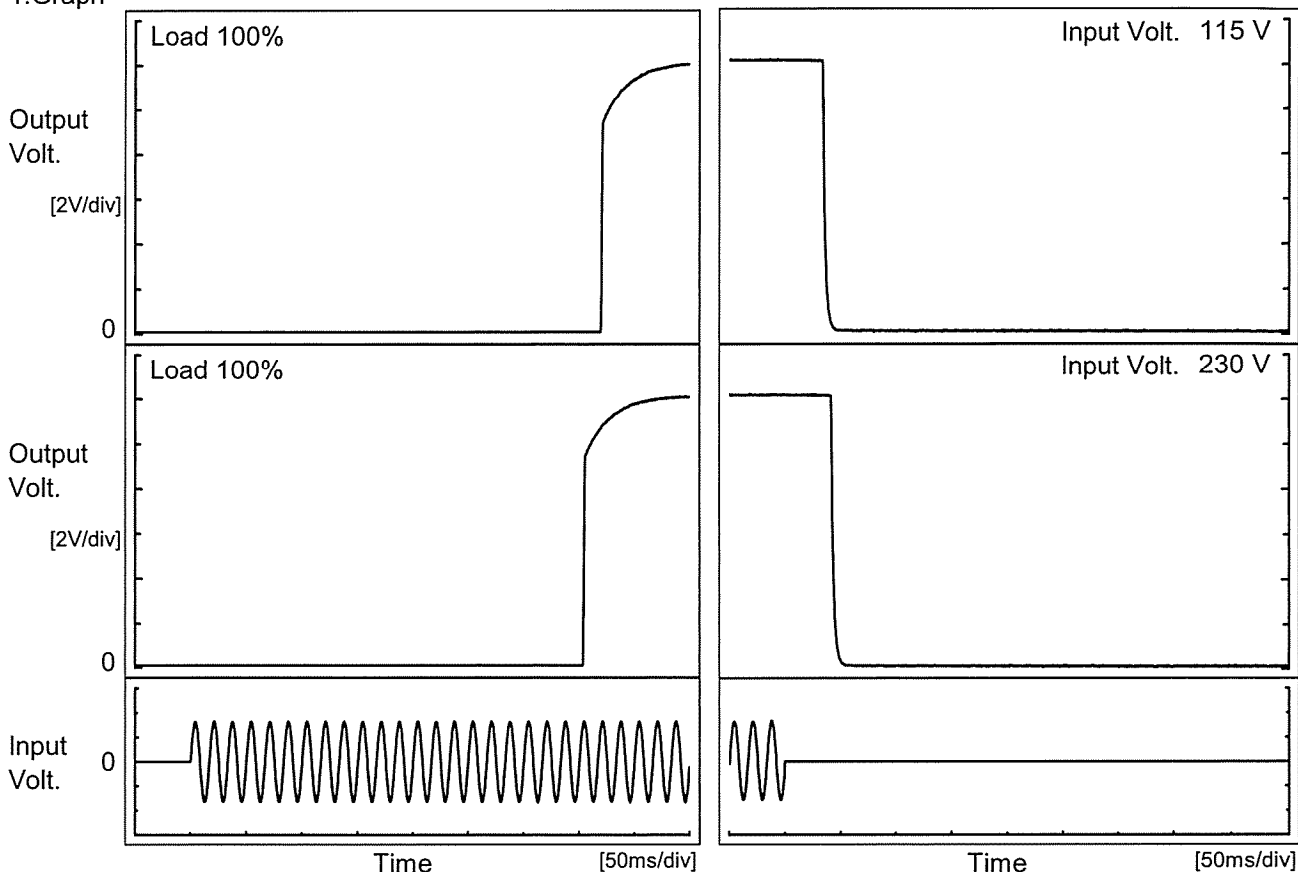 1.Graph
Load 100%
Input Volt. 115 V
Output
Volt.
[2V/div]
0
Load 100%
Input Volt. 230 V
Output
Volt.
[2V/div]
0
Input
Volt.
0
Time
[50ms/div]
Time
[50ms/div]